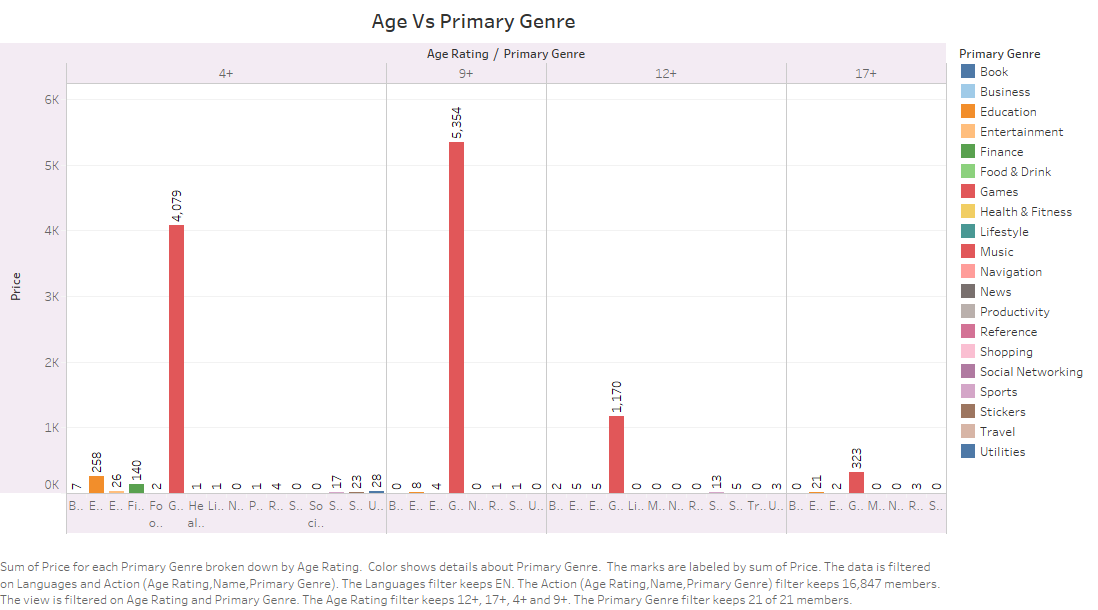 Age Vs Primary Genre
Age Rating / Primary Genre
4+ 9+ 12+ 17+
Price
6K
5K
4K
3K
2K
1K
0K
7 258 26 140 2 4,079 1 1 0 1 4 0 0 17 23 28
0 8 4 5,354 0 1 1 0
2 5 5 1,170 0 0 0 0 13 5 0 3
0 21 2 323 0 0 3 0
B.. E.. E.. Fi.. Fo G.. He Li.. N.. P.. R.. S.. So S.. S.. U.. B.. E.. E.. G.. N.. R.. S.. U.. B.. E.. E.. G.. Li.. M.. N.. R.. S.. S.. Tr.. U.. B.. E.. E.. G.. M.. N.. R.. S..
o.. al.. ci..
Primary Genre
Book
Business
Education
Entertainment
Finance
Food & Drink
Games
Health & Fitness
Lifestyle
Music
Navigation
News
Productivity
Reference
Shopping
Social Networking
Sports
Stickers
Travel
Utilities
Sum of Price for each Primary Genre broken down by Age Rating. Color shows details about Primary Genre. The marks are labeled by sum of Price. The data is filtered
on Languages and Action (Age Rating,Name,Primary Genre). The Languages filter keeps EN. The Action (Age Rating,Name,Primary Genre) filter keeps 16,847 members.
The view is filtered on Age Rating and Primary Genre. The Age Rating filter keeps 12+, 17+, 4+ and 9+. The Primary Genre filter keeps 21 of 21 members.